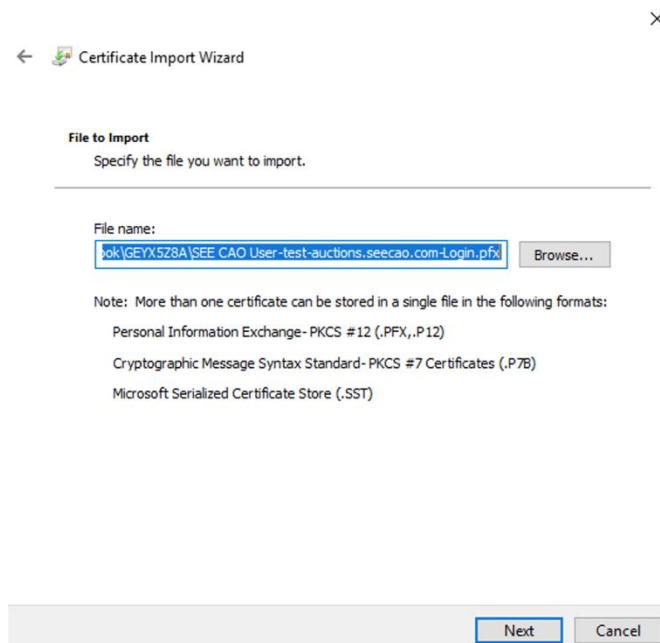 Certificate Import Wizard
File to Import
Specify the file you want to import.
File name:
ook\GEYX5Z8A\SEE CAO User-test-auctions.seecao.com-Login.pfx
Browse...
Note: More than one certificate can be stored in a single file in the following formats:
Personal Information Exchange- PKCS #12 (.PFX,.P12)
Cryptographic Message Syntax Standard- PKCS #7 Certificates (.P7B)
Microsoft Serialized Certificate Store (.SST)
Next
Cancel